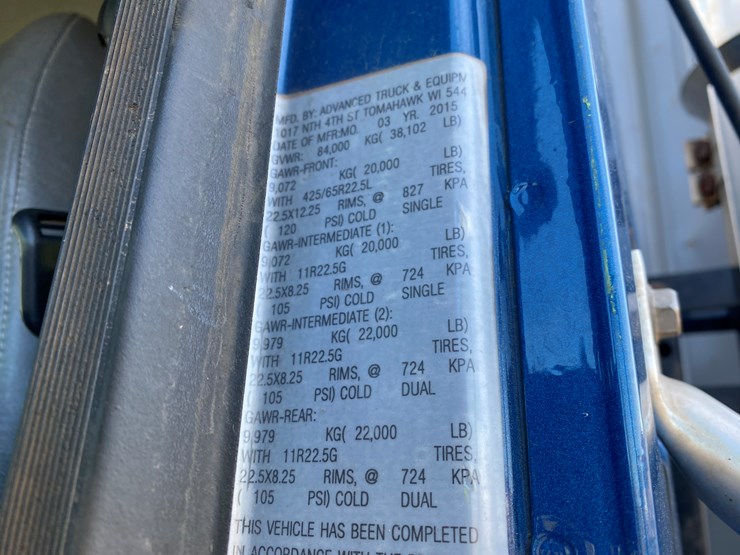 MFD. BY: ADVANCED TRUCK & EQUIPM
1017 NTH 4TH ST TOMAHAWK WI 544
DATE OF MFR:MO. 03 YR. 2015
GVWR: 84,000 KG( 38,102 LB)
GAWR-FRONT:
9,072 KG( 20,000 LB)
WITH 425/65R22.5L TIRES,
22.5X12.25 RIMS, @ 827 KPA
( 120 PSI) COLD SINGLE
GAWR-INTERMEDIATE (1):
9,072 KG( 20,000 LB)
WITH 11R22.5G TIRES,
22.5X8.25 RIMS, @ 724 KPA
( 105 PSI) COLD SINGLE
GAWR-INTERMEDIATE (2):
9,979 KG( 22,000 LB)
WITH 11R22.5G TIRES,
22.5X8.25 RIMS, @ 724 KPA
( 105 PSI) COLD DUAL
GAWR-REAR:
9,979 KG( 22,000 LB)
WITH 11R22.5G TIRES,
22.5X8.25 RIMS, @ 724 KPA
( 105 PSI) COLD DUAL
THIS VEHICLE HAS BEEN COMPLETED
IN ACCORDANCE WITH THE